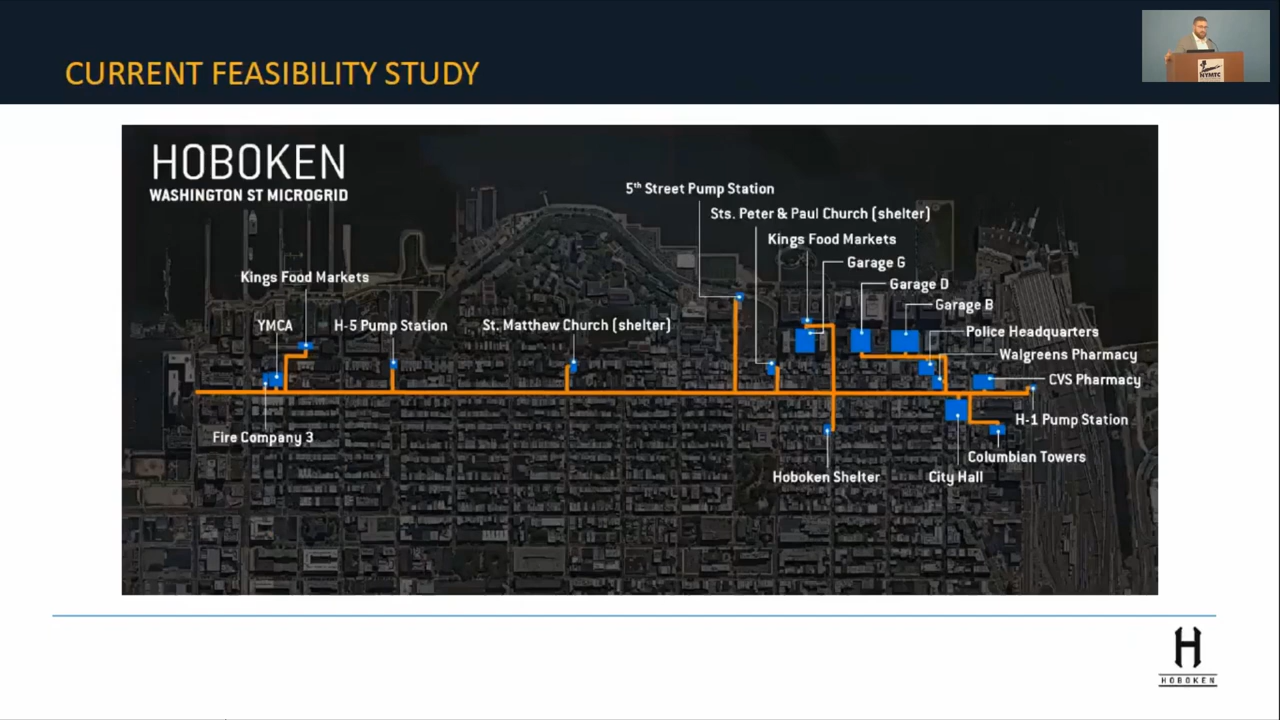 CURRENT FEASIBILITY STUDY
NYMTC
HOBOKEN
WASHINGTON ST MICROGRID
5th Street Pump Station
Sts. Peter & Paul Church (shelter)
Kings Food Markets
Garage G
Kings Food Markets
Garage D
Garage B
YMCA
H-5 Pump Station
St. Matthew Church (shelter)
Police Headquarters
Walgreens Pharmacy
CVS Pharmacy
H-1 Pump Station
Fire Company 3
Columbian Towers
Hoboken Shelter
City Hall
H
HOBOKEN